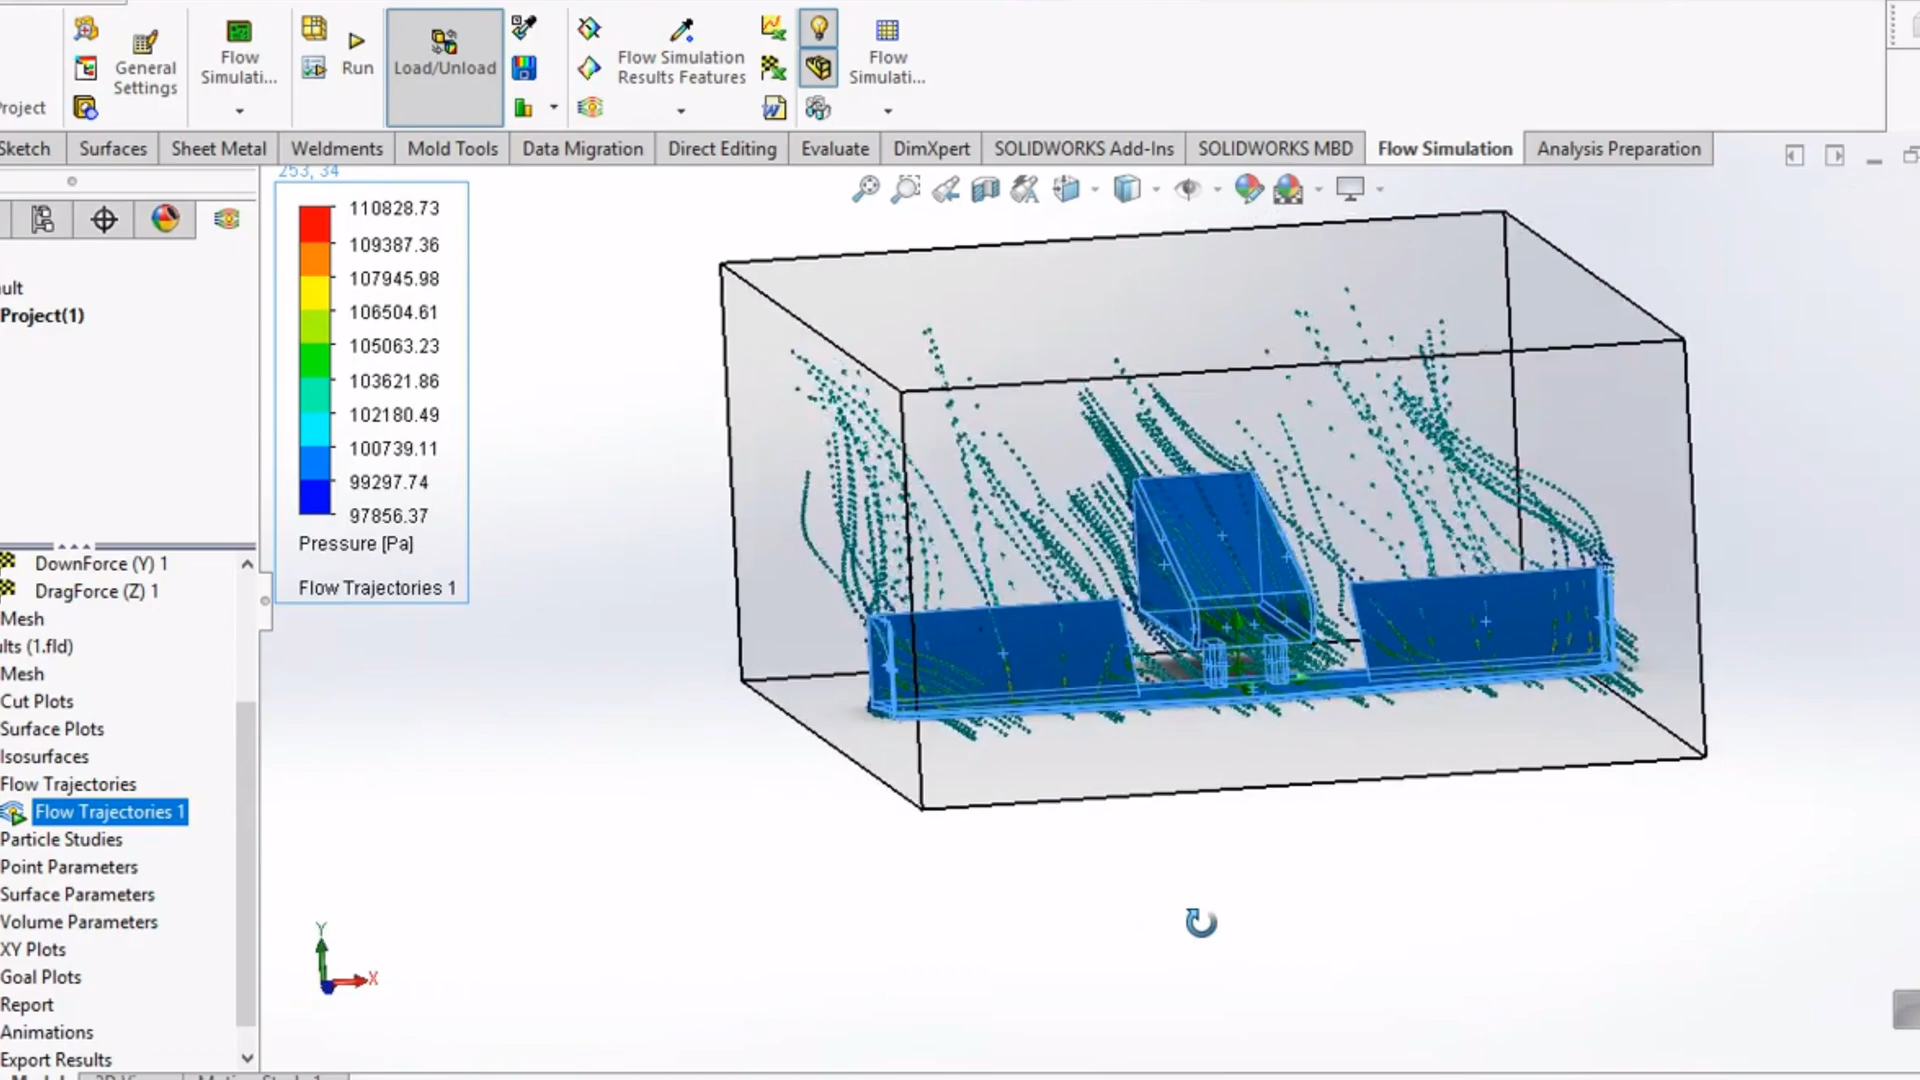 Project
General
Settings
Flow
Simulati...
Run
Load/Unload
Flow Simulation
Results Features
Flow
Simulati...
Sketch
Surfaces
Sheet Metal
Weldments
Mold Tools
Data Migration
Direct Editing
Evaluate
DimXpert
SOLIDWORKS Add-Ins
SOLIDWORKS MBD
Flow Simulation
Analysis Preparation
253, 34
110828.73
109387.36
107945.98
106504.61
105063.23
103621.86
102180.49
100739.11
99297.74
97856.37
Pressure [Pa]
Flow Trajectories 1
ault
Project(1)
DownForce (Y) 1
DragForce (Z) 1
Mesh
lts (1.fld)
Mesh
Cut Plots
Surface Plots
Isosurfaces
Flow Trajectories
Flow Trajectories 1
Particle Studies
Point Parameters
Surface Parameters
Volume Parameters
XY Plots
Goal Plots
Report
Animations
Export Results
Y
X